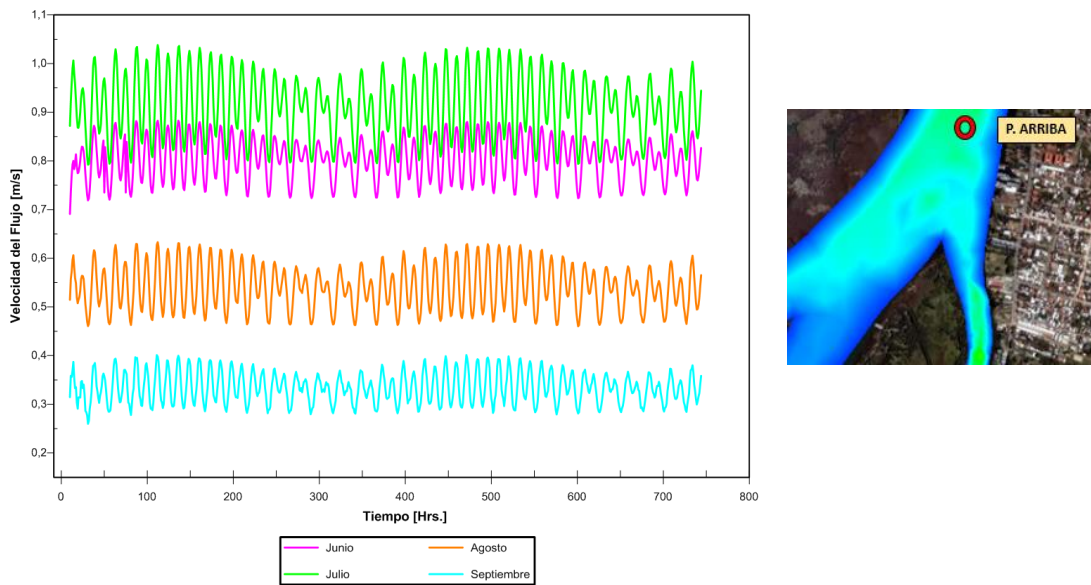 1,1
1,0
0,9
0,8
0,7
0,6
0,5
0,4
0,3
0,2
Velocidad del Flujo [m/s]
0 100 200 300 400 500 600 700 800
Tiempo [Hrs.]
Junio Agosto
Julio Septiembre
P. ARRIBA